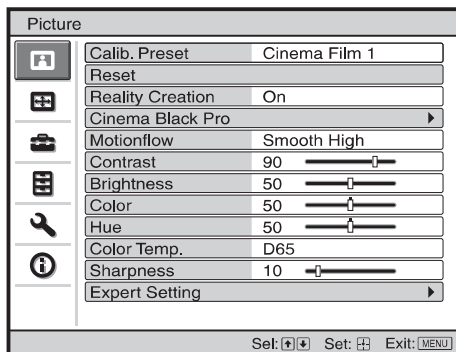 Picture
Calib. Preset Cinema Film 1
Reset
Reality Creation On
Cinema Black Pro
Motionflow Smooth High
Contrast 90
Brightness 50
Color 50
Hue 50
Color Temp. D65
Sharpness 10
Expert Setting
Sel: Set: Exit: MENU